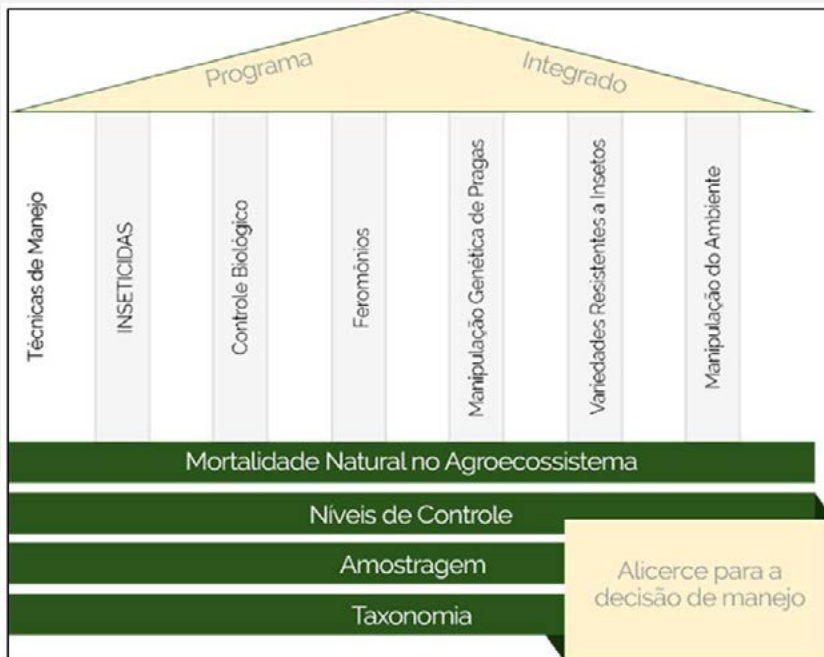 Programa
Integrado
Técnicas de Manejo
INSETICIDAS
Controle Biológico
Feromônios
Manipulação Genética de Pragas
Variedades Resistentes a Insetos
Manipulação do Ambiente
Mortalidade Natural no Agroecossistema
Níveis de Controle
Amostragem
Taxonomia
Alicerce para a
decisão de manejo